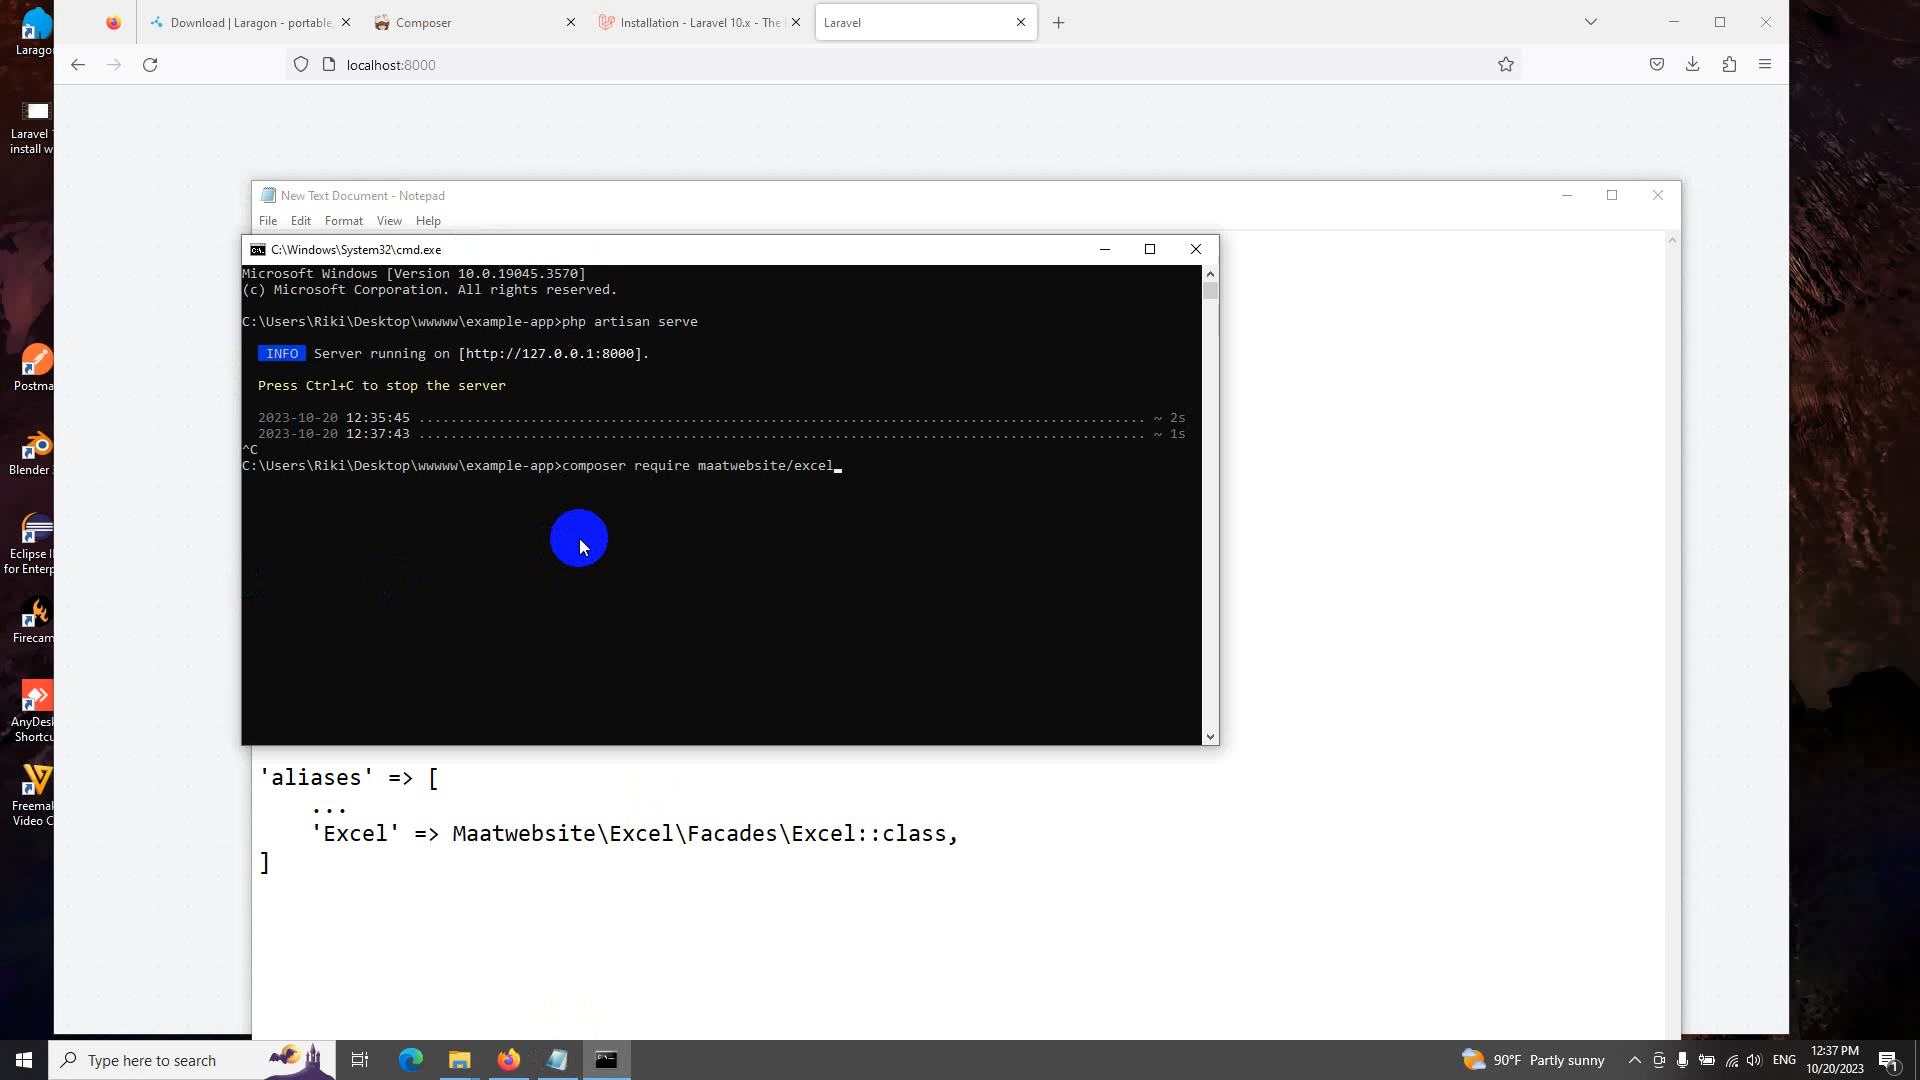 Download | Laragon - portable,
Composer
Installation - Laravel 10.x - The
Laravel
localhost:8000
Laragon
Laravel
install w
Postma
Blender
Eclipse I
for Enterp
Firecam
AnyDesk
Shortcu
Freemak
Video C
New Text Document - Notepad
File Edit Format View Help
C:\Windows\System32\cmd.exe
Microsoft Windows [Version 10.0.19045.3570]
(c) Microsoft Corporation. All rights reserved.
C:\Users\Riki\Desktop\wwwww\example-app>php artisan serve
INFO Server running on [http://127.0.0.1:8000].
Press Ctrl+C to stop the server
2023-10-20 12:35:45 ........................................................................................... ~ 2s
2023-10-20 12:37:43 ........................................................................................... ~ 1s
^C
C:\Users\Riki\Desktop\wwwww\example-app>composer require maatwebsite/excel
'aliases' => [
...
'Excel' => Maatwebsite\Excel\Facades\Excel::class,
]
Type here to search
90°F Partly sunny
ENG
12:37 PM
10/20/2023
1